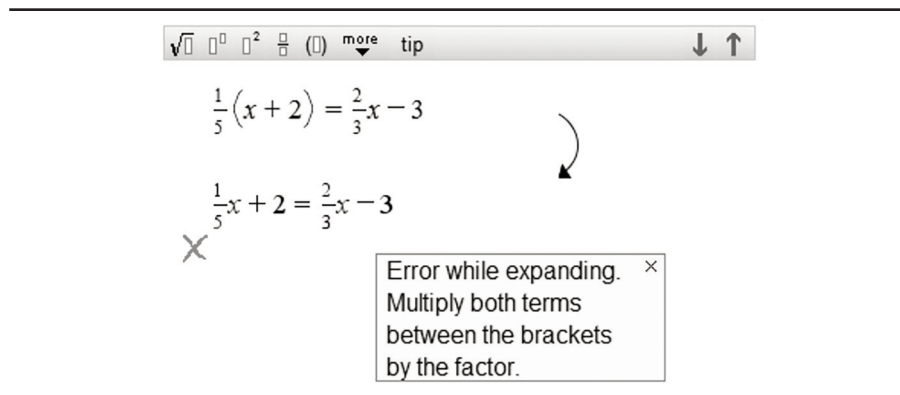 √▯ ▯▯ ▯² ▯/▯ (▯) more tip ↓ ↑
1/5(x + 2) = 2/3x − 3
1/5x + 2 = 2/3x − 3
Error while expanding. ×
Multiply both terms
between the brackets
by the factor.